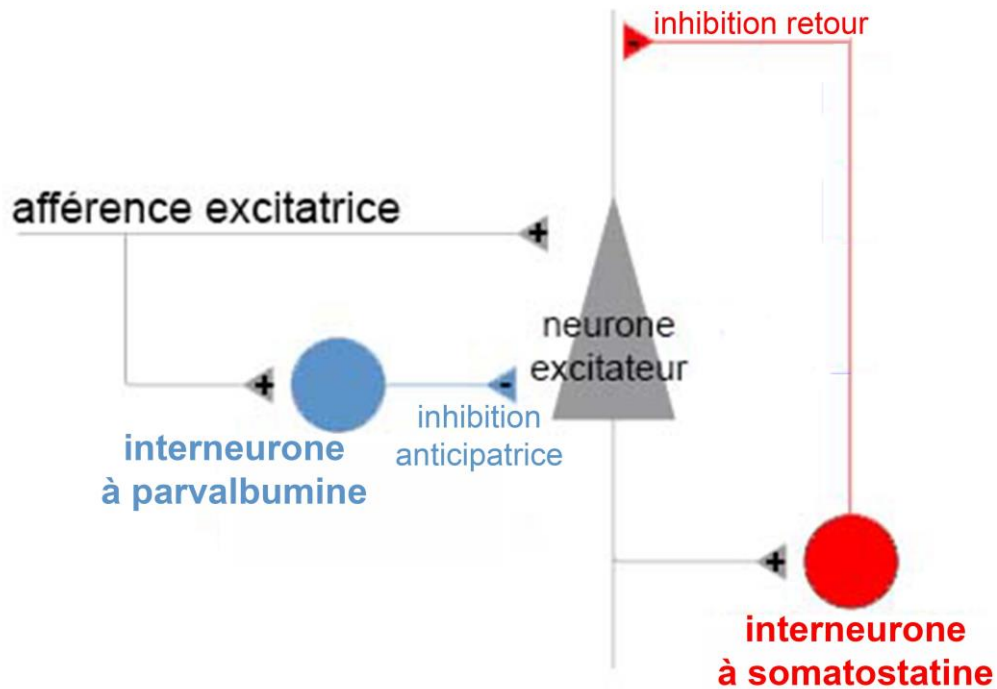 inhibition retour
-
afférence excitatrice
+
neurone
excitateur
+
-
inhibition
anticipatrice
interneurone
à parvalbumine
+
interneurone
à somatostatine